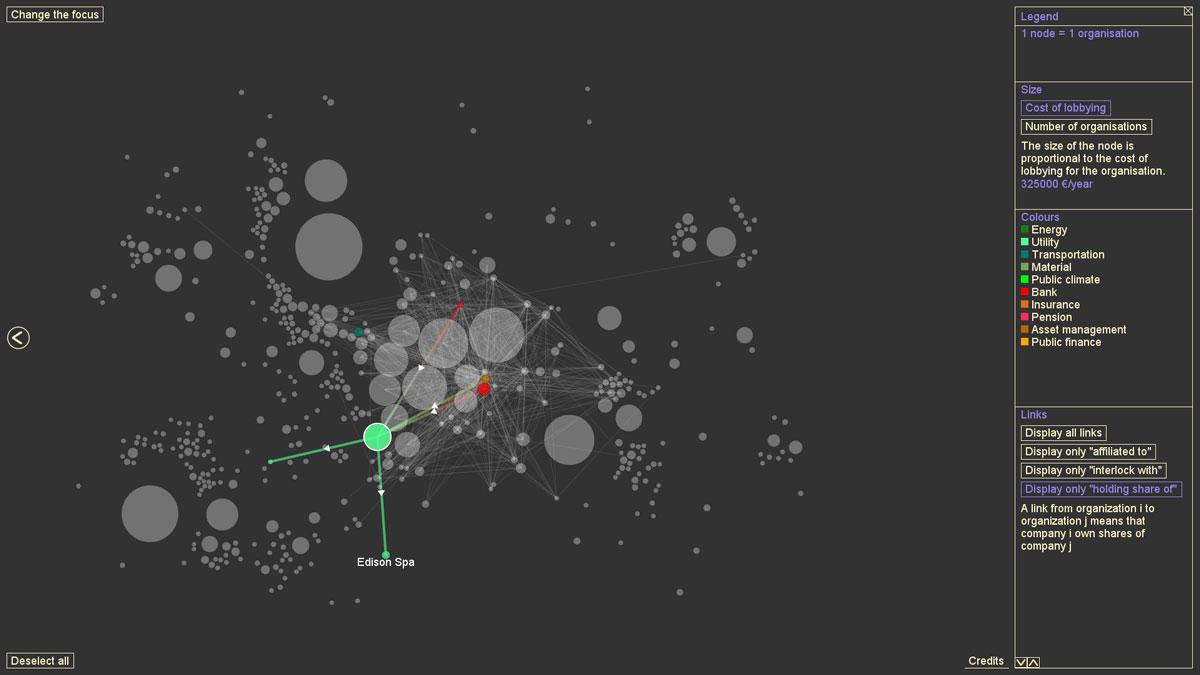 Change the focus
Legend
1 node = 1 organisation
Size
Cost of lobbying
Number of organisations
The size of the node is
proportional to the cost of
lobbying for the organisation.
325000 €/year
Colours
Energy
Utility
Transportation
Material
Public climate
Bank
Insurance
Pension
Asset management
Public finance
Links
Display all links
Display only "affiliated to"
Display only "interlock with"
Display only "holding share of"
A link from organization i to
organization j means that
company i own shares of
company j
Edison Spa
Deselect all
Credits